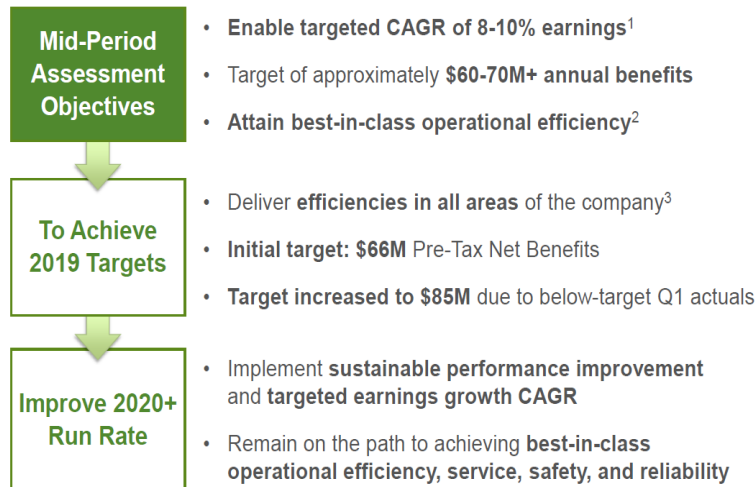 Mid-Period
Assessment
Objectives
• Enable targeted CAGR of 8-10% earnings¹
• Target of approximately $60-70M+ annual benefits
• Attain best-in-class operational efficiency²
To Achieve
2019 Targets
• Deliver efficiencies in all areas of the company³
• Initial target: $66M Pre-Tax Net Benefits
• Target increased to $85M due to below-target Q1 actuals
Improve 2020+
Run Rate
• Implement sustainable performance improvement
and targeted earnings growth CAGR
• Remain on the path to achieving best-in-class
operational efficiency, service, safety, and reliability